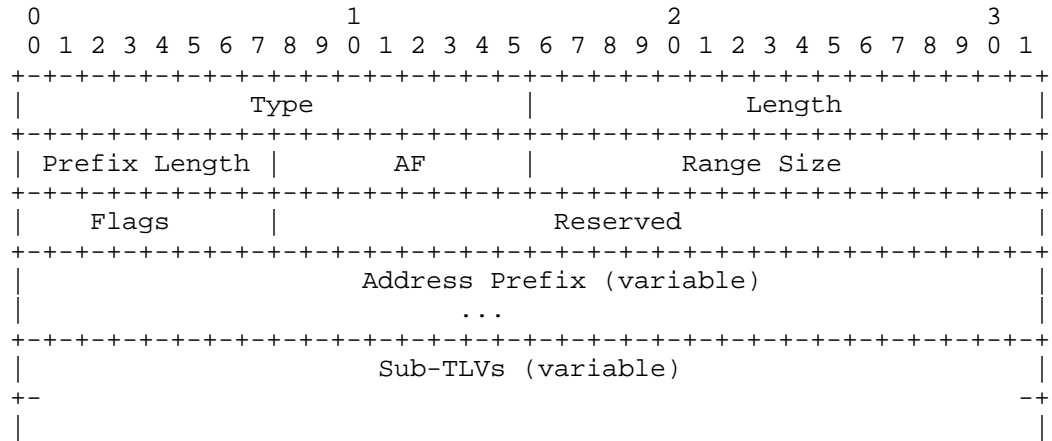 0                   1                   2                   3
 0 1 2 3 4 5 6 7 8 9 0 1 2 3 4 5 6 7 8 9 0 1 2 3 4 5 6 7 8 9 0 1
+-+-+-+-+-+-+-+-+-+-+-+-+-+-+-+-+-+-+-+-+-+-+-+-+-+-+-+-+-+-+-+-+
|              Type             |             Length            |
+-+-+-+-+-+-+-+-+-+-+-+-+-+-+-+-+-+-+-+-+-+-+-+-+-+-+-+-+-+-+-+-+
| Prefix Length |       AF      |         Range Size            |
+-+-+-+-+-+-+-+-+-+-+-+-+-+-+-+-+-+-+-+-+-+-+-+-+-+-+-+-+-+-+-+-+
|    Flags      |                 Reserved                      |
+-+-+-+-+-+-+-+-+-+-+-+-+-+-+-+-+-+-+-+-+-+-+-+-+-+-+-+-+-+-+-+-+
|                     Address Prefix (variable)                 |
|                           ...                                 |
+-+-+-+-+-+-+-+-+-+-+-+-+-+-+-+-+-+-+-+-+-+-+-+-+-+-+-+-+-+-+-+-+
|                      Sub-TLVs (variable)                      |
+-                                                             -+
|                                                               |